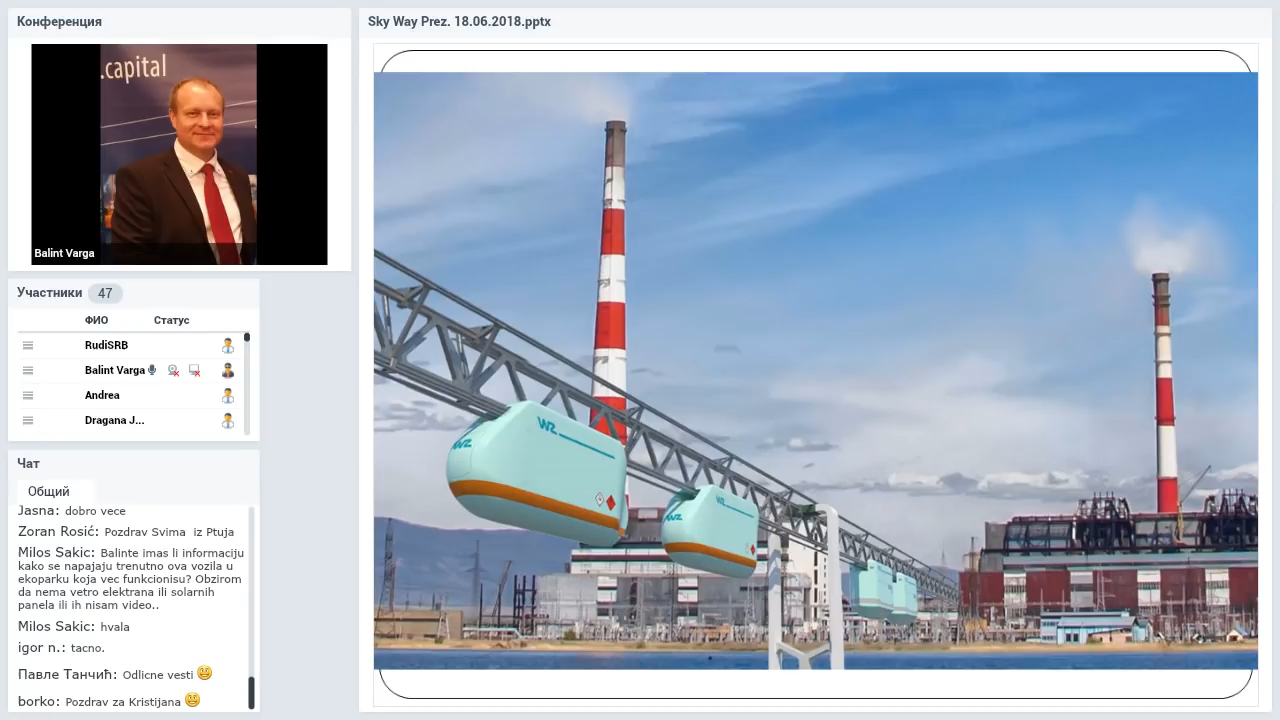 Конференция
.capital
Balint Varga
Участники 47
ФИО Статус
RudiSRB
Balint Varga
Andrea
Dragana J...
Чат
Общий
Jasna: dobro vece
Zoran Rosić: Pozdrav Svima iz Ptuja
Milos Sakic: Balinte imas li informaciju
kako se napajaju trenutno ova vozila u
ekoparku koja vec funkcionisu? Obzirom
da nema vetro elektrana ili solarnih
panela ili ih nisam video..
Milos Sakic: hvala
igor n.: tacno.
Павле Танчић: Odlicne vesti
borko: Pozdrav za Kristijana
Sky Way Prez. 18.06.2018.pptx